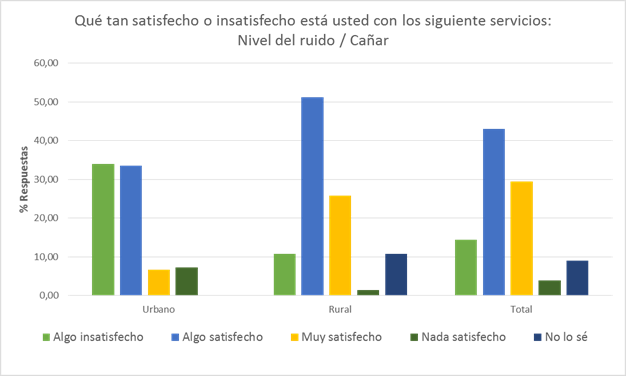 Qué tan satisfecho o insatisfecho está usted con los siguiente servicios:
Nivel del ruido / Cañar
60,00
50,00
40,00
30,00
20,00
10,00
0,00
% Respuestas
Urbano Rural Total
Algo insatisfecho Algo satisfecho Muy satisfecho Nada satisfecho No lo sé